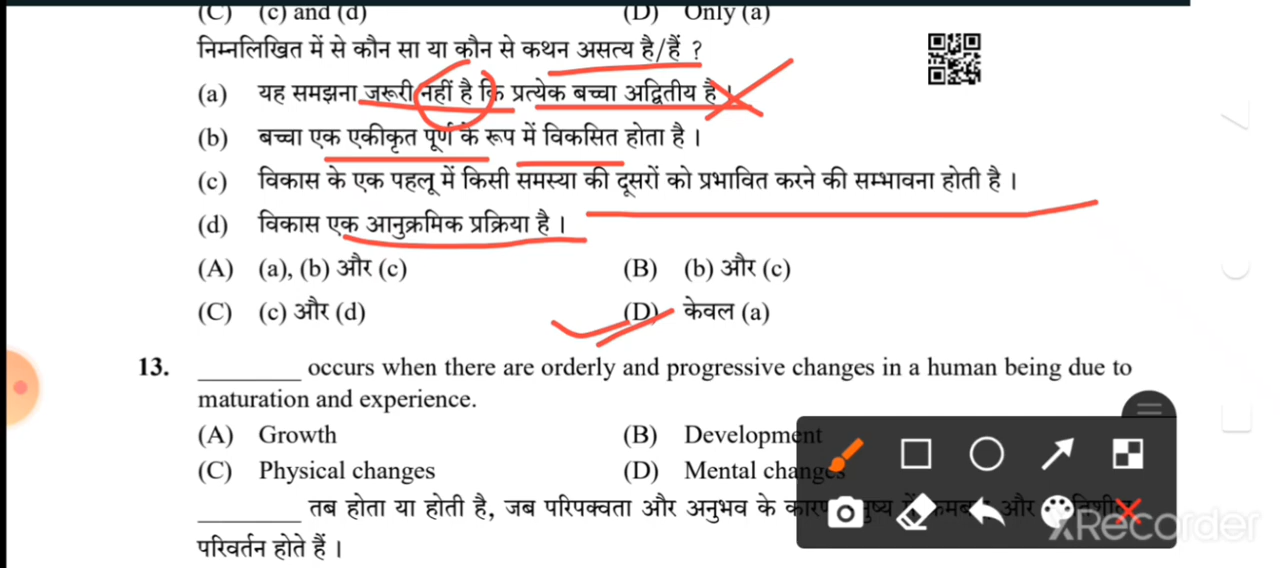 (C) (c) and (d) (D) Only (a)
निम्नलिखित में से कौन सा या कौन से कथन असत्य है/हैं ?
(a) यह समझना जरूरी नहीं है कि प्रत्येक बच्चा अद्वितीय है ।
(b) बच्चा एक एकीकृत पूर्ण के रूप में विकसित होता है ।
(c) विकास के एक पहलू में किसी समस्या की दूसरों को प्रभावित करने की सम्भावना होती है ।
(d) विकास एक आनुक्रमिक प्रक्रिया है ।
(A) (a), (b) और (c) (B) (b) और (c)
(C) (c) और (d) (D) केवल (a)
13. ________ occurs when there are orderly and progressive changes in a human being due to
maturation and experience.
(A) Growth (B) Development
(C) Physical changes (D) Mental changes
________ तब होता या होती है, जब परिपक्वता और अनुभव के और
परिवर्तन होते हैं ।
XRecorder